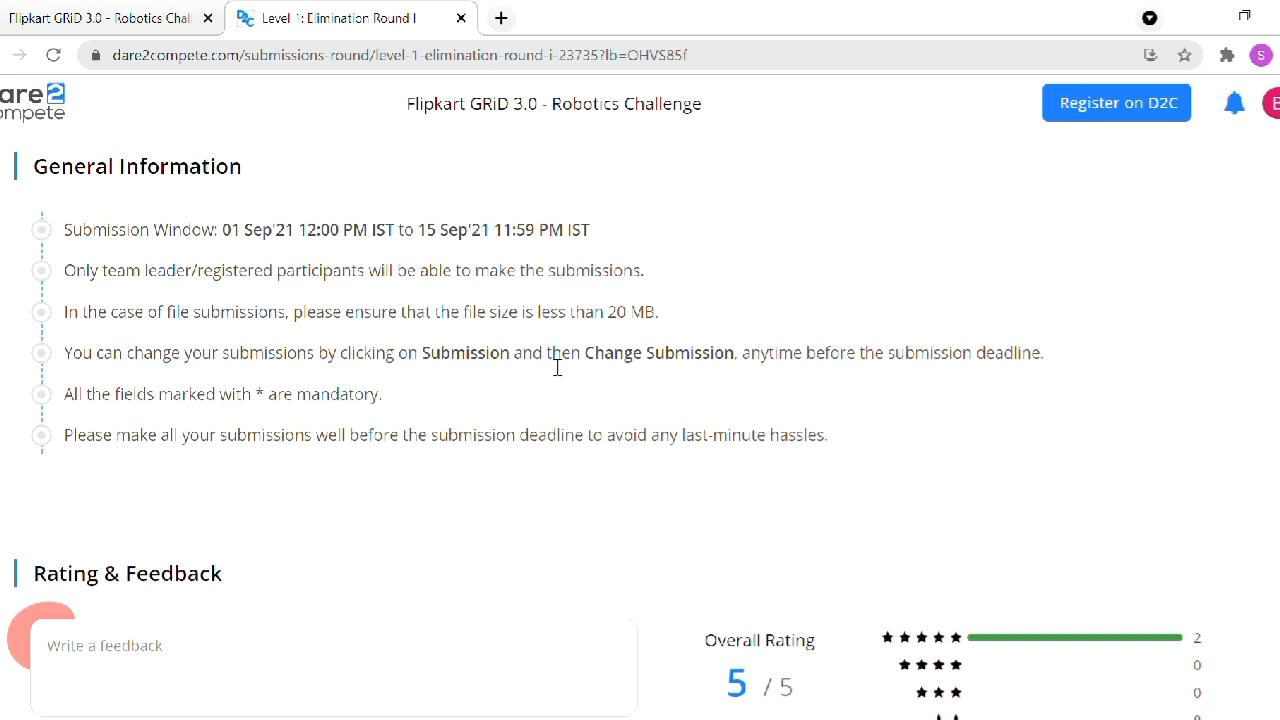 Flipkart GRiD 3.0 - Robotics Chal
Level 1: Elimination Round I
dare2compete.com/submissions-round/level-1-elimination-round-i-23735?lb=OHVS85f
S
are2
ompete
Flipkart GRiD 3.0 - Robotics Challenge
Register on D2C
E
General Information
Submission Window: 01 Sep'21 12:00 PM IST to 15 Sep'21 11:59 PM IST
Only team leader/registered participants will be able to make the submissions.
In the case of file submissions, please ensure that the file size is less than 20 MB.
You can change your submissions by clicking on Submission and then Change Submission, anytime before the submission deadline.
All the fields marked with * are mandatory.
Please make all your submissions well before the submission deadline to avoid any last-minute hassles.
Rating & Feedback
Write a feedback
Overall Rating
5 / 5
2
0
0